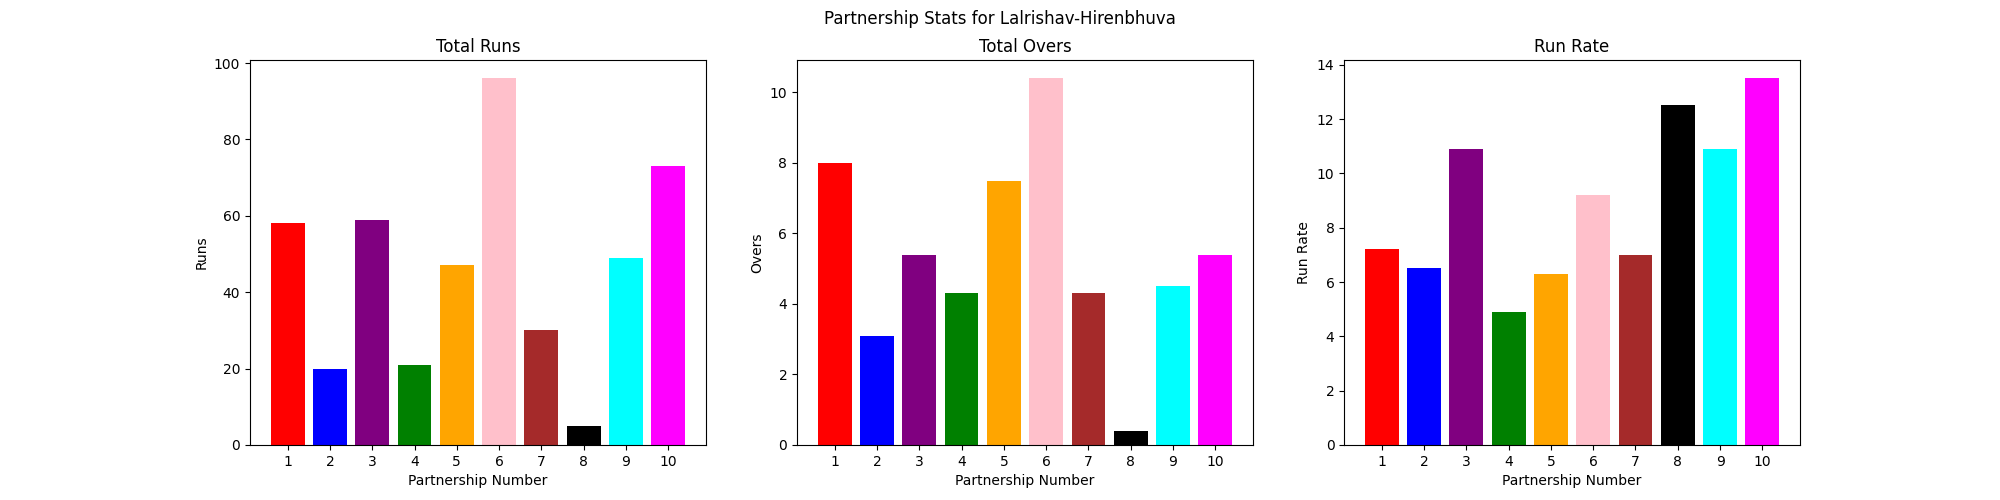 Partnership Stats for Lalrishav-Hirenbhuva
Total Runs
100
80
60
40
20
0
Runs
1 2 3 4 5 6 7 8 9 10
Partnership Number
Total Overs
10
8
6
4
2
0
Overs
1 2 3 4 5 6 7 8 9 10
Partnership Number
Run Rate
14
12
10
8
6
4
2
0
Run Rate
1 2 3 4 5 6 7 8 9 10
Partnership Number